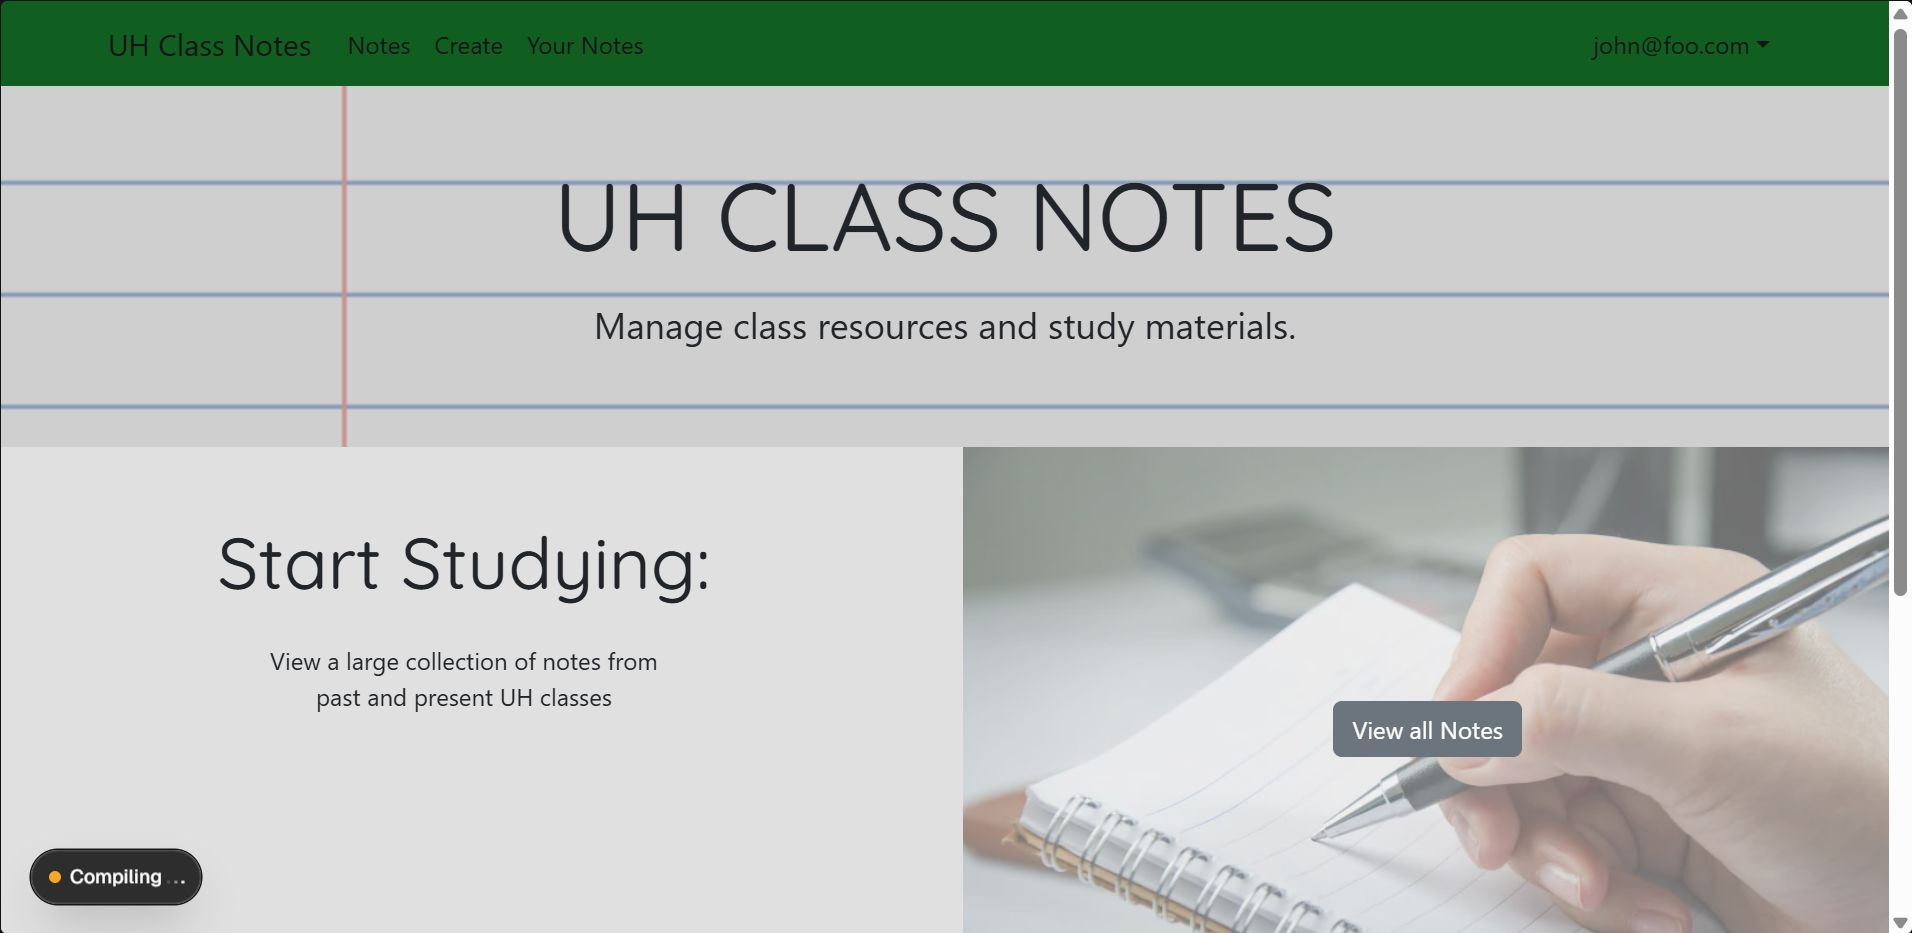 UH Class Notes Notes Create Your Notes john@foo.com
UH CLASS NOTES
Manage class resources and study materials.
Start Studying:
View a large collection of notes from
past and present UH classes
View all Notes
Compiling ...